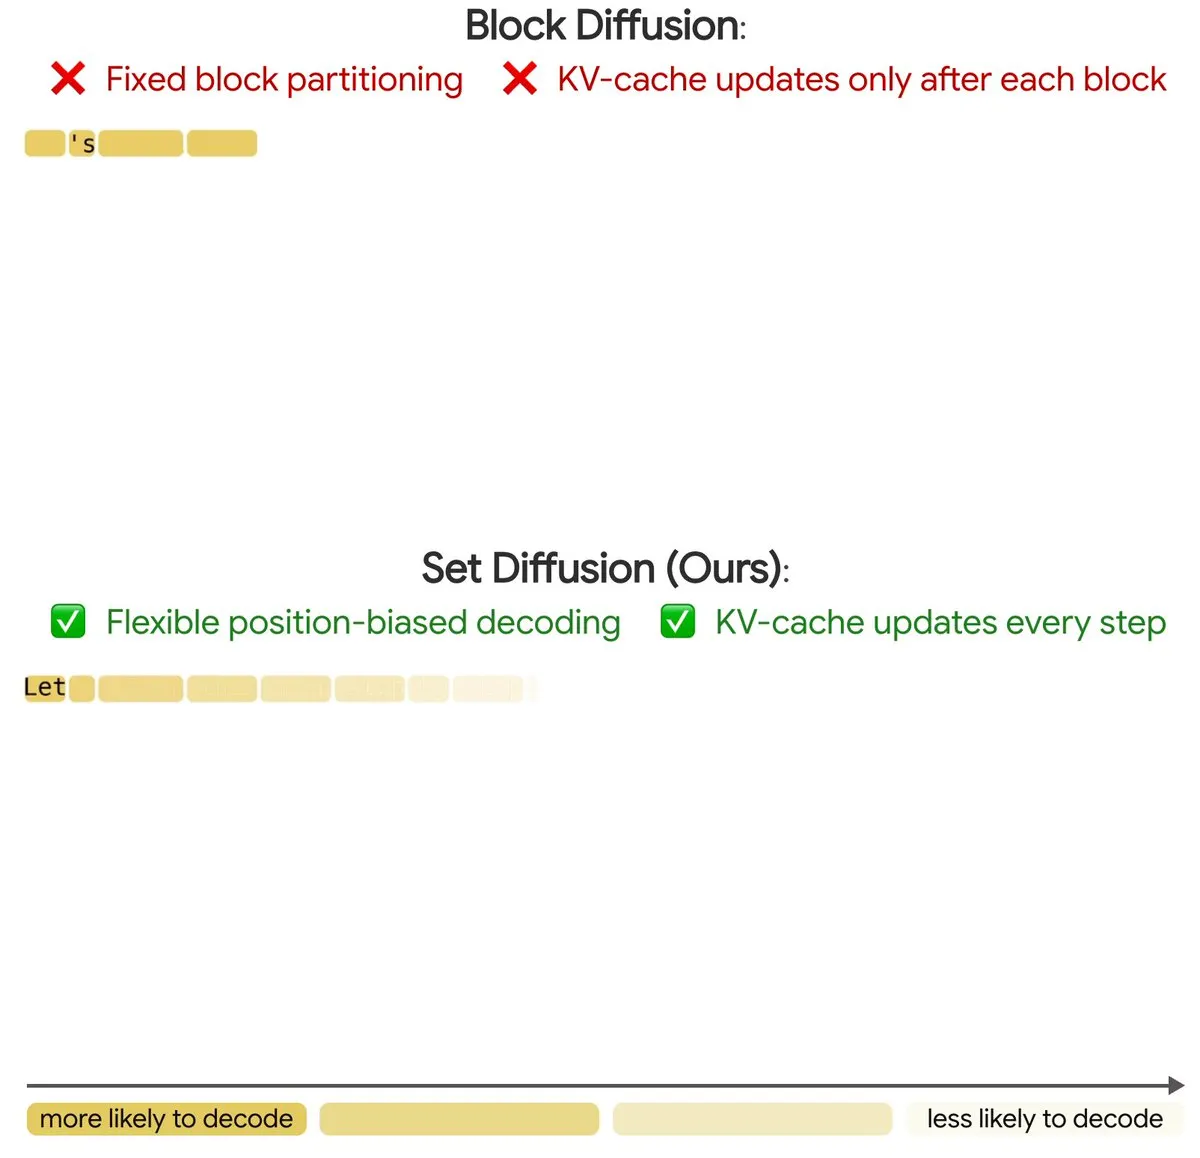 Block Diffusion:
❌ Fixed block partitioning ❌ KV-cache updates only after each block
's
Set Diffusion (Ours):
✅ Flexible position-biased decoding ✅ KV-cache updates every step
Let
more likely to decode less likely to decode